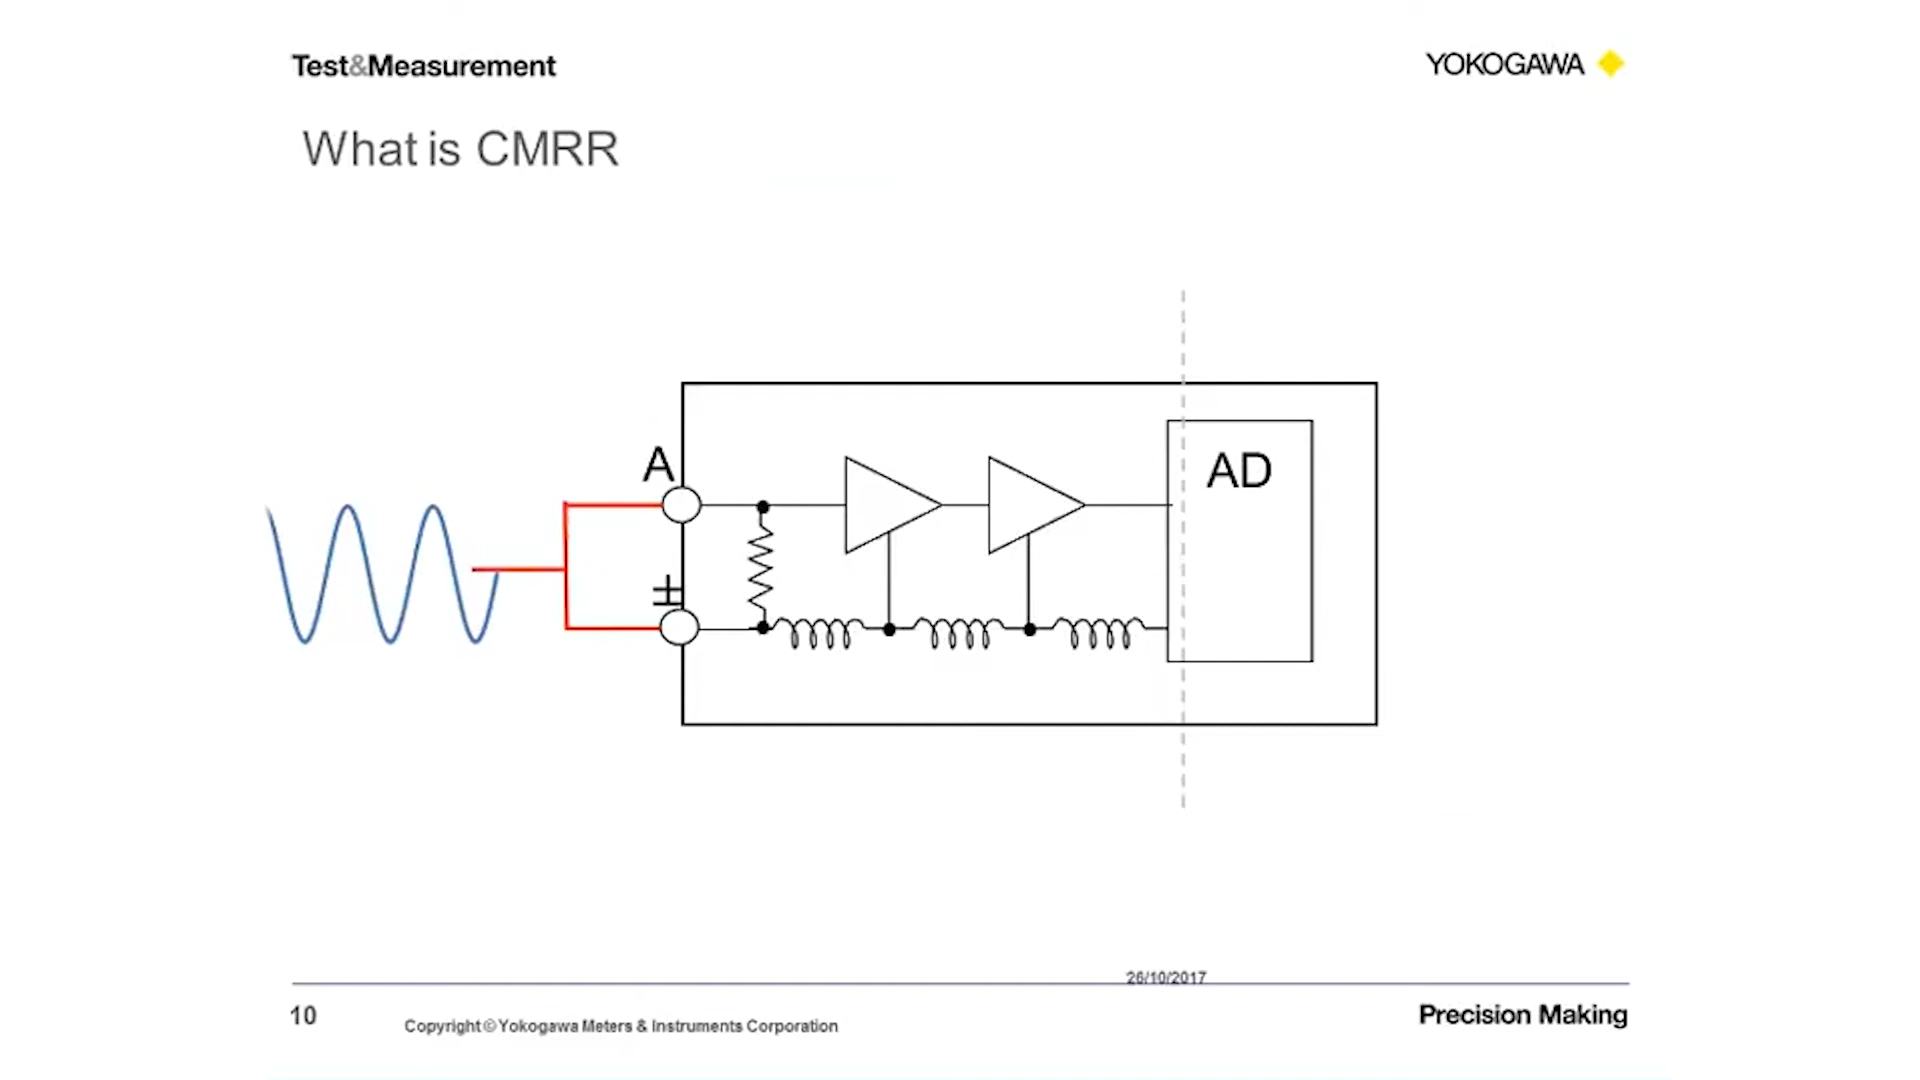 Test&Measurement
YOKOGAWA
What is CMRR
A
±
AD
26/10/2017
10
Copyright © Yokogawa Meters & Instruments Corporation
Precision Making